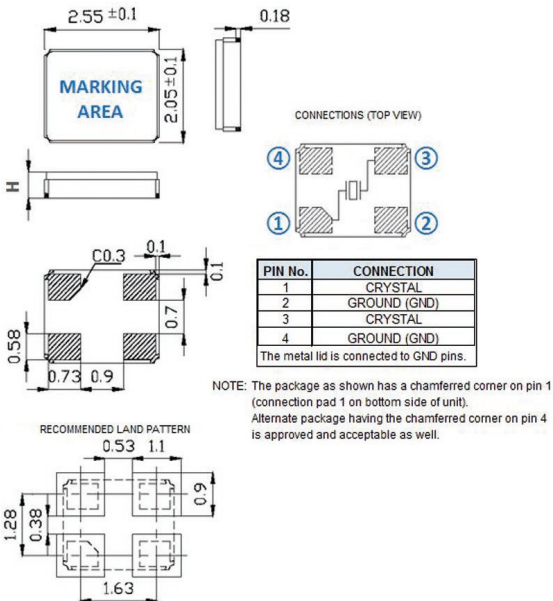 2.55 ±0.1
0.18
MARKING
AREA
2.05±0.1
H
CONNECTIONS (TOP VIEW)
4
3
1
2
C0.3
0.1
0.1
0.7
0.58
0.73
0.9
PIN No. CONNECTION
1 CRYSTAL
2 GROUND (GND)
3 CRYSTAL
4 GROUND (GND)
The metal lid is connected to GND pins.
NOTE: The package as shown has a chamferred corner on pin 1
(connection pad 1 on bottom side of unit).
Alternate package having the chamferred corner on pin 4
is approved and acceptable as well.
RECOMMENDED LAND PATTERN
0.53
1.1
0.9
1.28
0.38
1.63